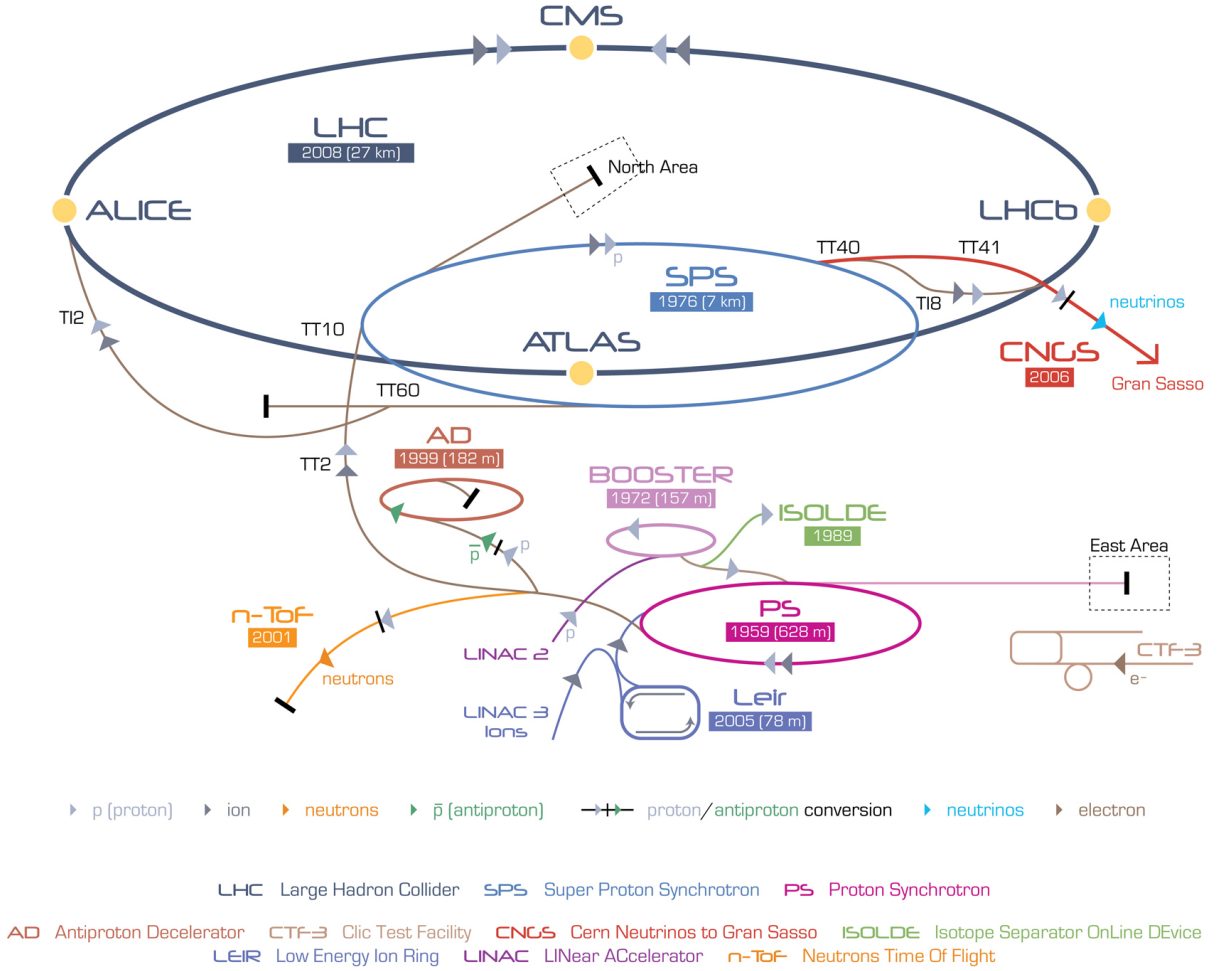 CMS
LHC
2008 (27 km)
North Area
ALICE
LHCb
TT40
TT41
p
SPS
1976 (7 km)
TI8
neutrinos
TI2
TT10
ATLAS
CNGS
2006
Gran Sasso
TT60
AD
1999 (182 m)
TT2
BOOSTER
1972 (157 m)
ISOLDE
1989
East Area
p̅
p
n-ToF
2001
PS
1959 (628 m)
p
LINAC 2
neutrons
CTF-3
e-
Leir
2005 (78 m)
LINAC 3
Ions
p (proton) ion neutrons p̅ (antiproton) proton/antiproton conversion neutrinos electron
LHC Large Hadron Collider SPS Super Proton Synchrotron PS Proton Synchrotron
AD Antiproton Decelerator CTF-3 Clic Test Facility CNGS Cern Neutrinos to Gran Sasso ISOLDE Isotope Separator OnLine DEvice
LEIR Low Energy Ion Ring LINAC LINear ACcelerator n-ToF Neutrons Time Of Flight